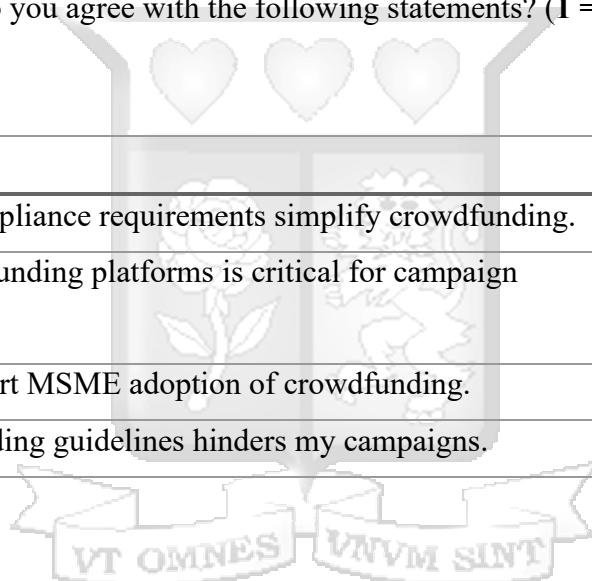 you agree with the following statements? (1 =
pliance requirements simplify crowdfunding.
unding platforms is critical for campaign
rt MSME adoption of crowdfunding.
ding guidelines hinders my campaigns.
VT OMNES VNVM SINT